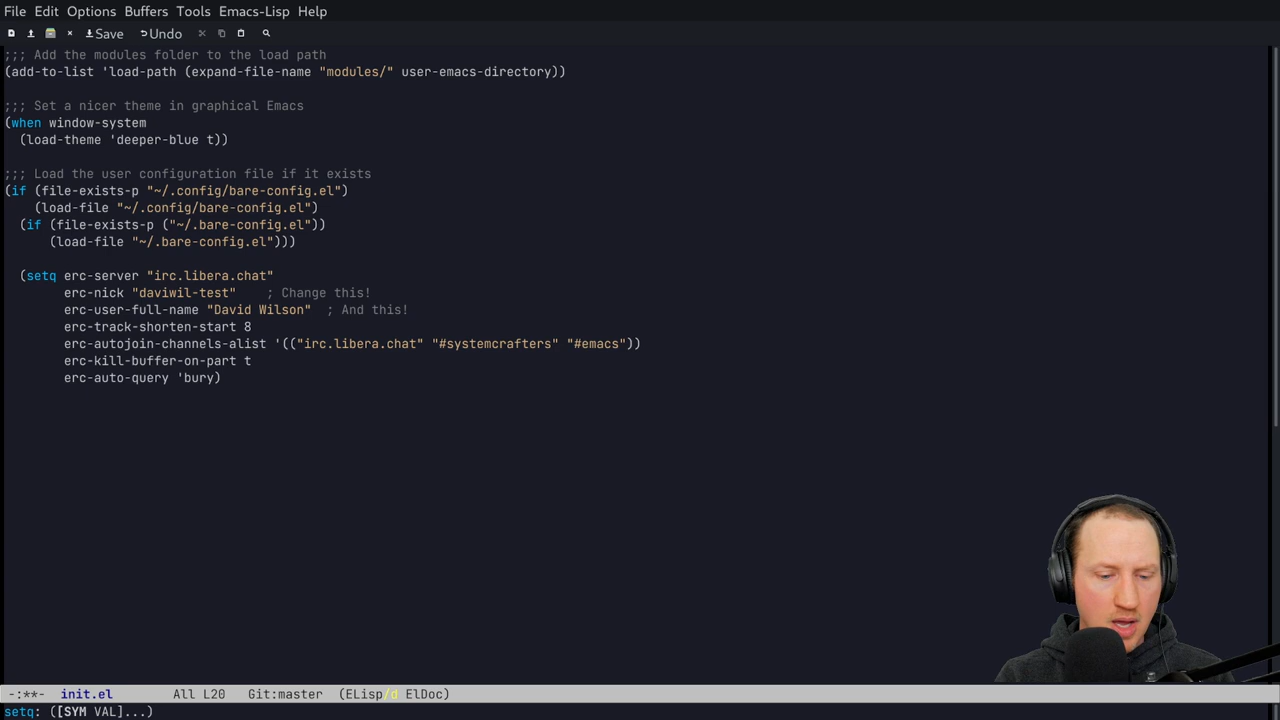 File Edit Options Buffers Tools Emacs-Lisp Help
Save Undo
;;; Add the modules folder to the load path
(add-to-list 'load-path (expand-file-name "modules/" user-emacs-directory))
;;; Set a nicer theme in graphical Emacs
(when window-system
  (load-theme 'deeper-blue t))
;;; Load the user configuration file if it exists
(if (file-exists-p "~/.config/bare-config.el")
    (load-file "~/.config/bare-config.el")
  (if (file-exists-p ("~/.bare-config.el"))
      (load-file "~/.bare-config.el")))
  (setq erc-server "irc.libera.chat"
        erc-nick "daviwil-test"    ; Change this!
        erc-user-full-name "David Wilson"  ; And this!
        erc-track-shorten-start 8
        erc-autojoin-channels-alist '(("irc.libera.chat" "#systemcrafters" "#emacs"))
        erc-kill-buffer-on-part t
        erc-auto-query 'bury)
-:**-  init.el        All L20   Git:master  (ELisp/d ElDoc)
setq: ([SYM VAL]...)